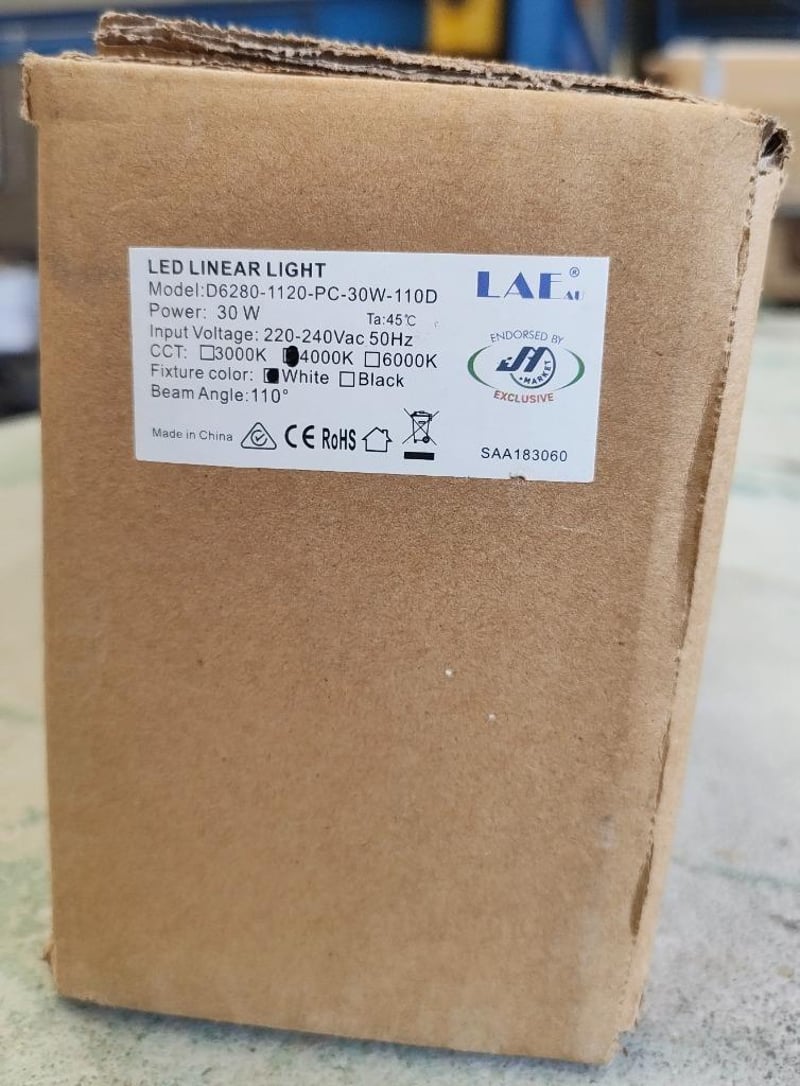 LED LINEAR LIGHT
Model:D6280-1120-PC-30W-110D
Power: 30 W
Ta:45℃
Input Voltage: 220-240Vac 50Hz
CCT: ☐3000K ■4000K ☐6000K
Fixture color: ■White ☐Black
Beam Angle:110°
Made in China
CE RoHS
LAE® AU
ENDORSED BY
JH
MARKET
EXCLUSIVE
SAA183060